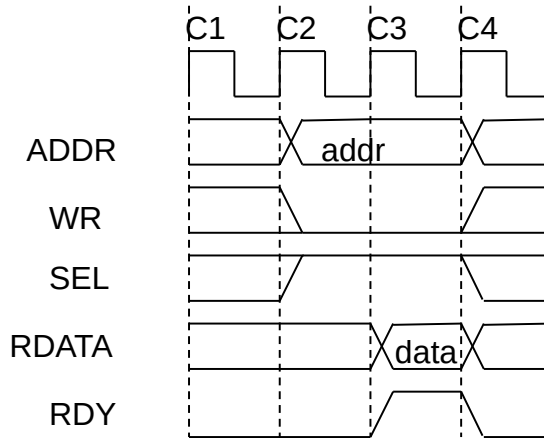 C1 C2 C3 C4
ADDR addr
WR
SEL
RDATA data
RDY